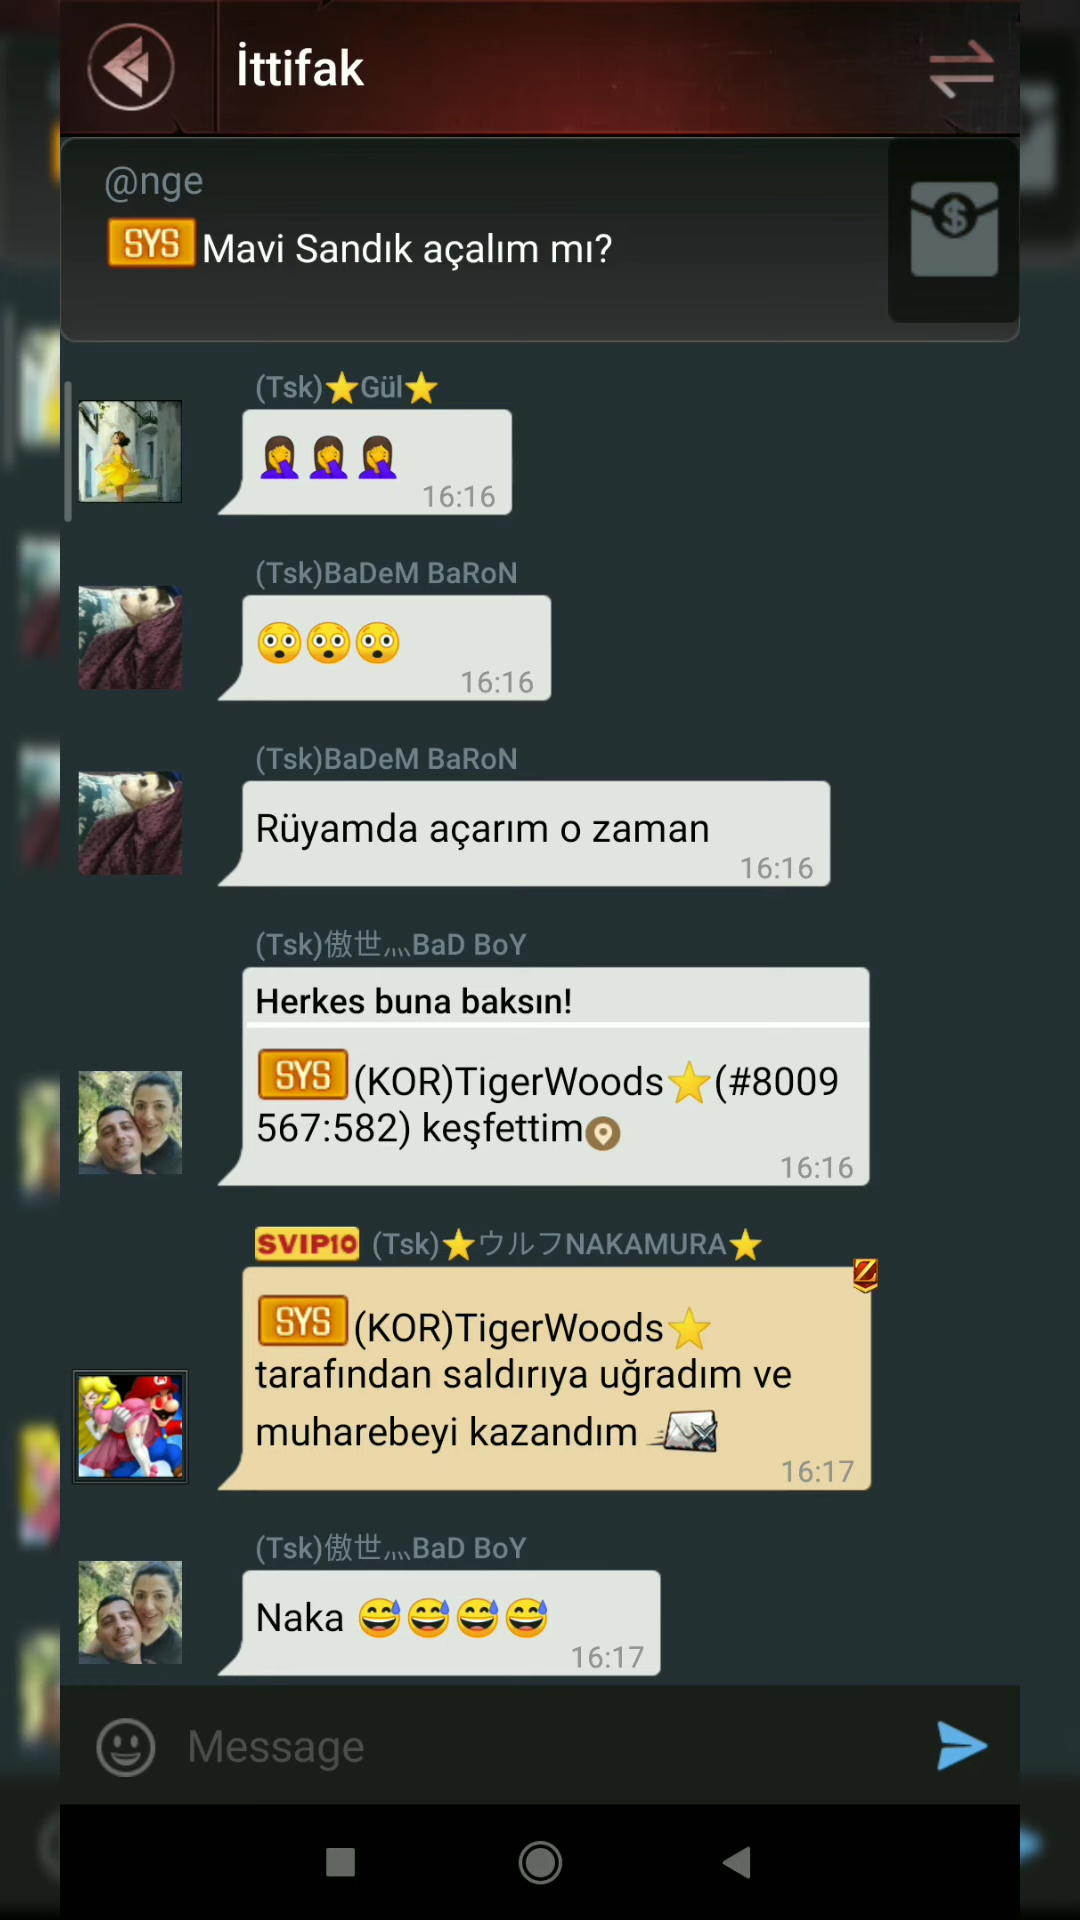 İttifak
@nge
SYS Mavi Sandık açalım mı?
(Tsk)⭐Gül⭐
🤦‍♀️🤦‍♀️🤦‍♀️
16:16
(Tsk)BaDeM BaRoN
😳😳😳
16:16
(Tsk)BaDeM BaRoN
Rüyamda açarım o zaman
16:16
(Tsk)傲世灬BaD BoY
Herkes buna baksın!
SYS (KOR)TigerWoods⭐(#8009
567:582) keşfettim
16:16
SVIP10 (Tsk)⭐ウルフNAKAMURA⭐
SYS (KOR)TigerWoods⭐
tarafından saldırıya uğradım ve
muharebeyi kazandım
16:17
(Tsk)傲世灬BaD BoY
Naka 😅😅😅😅
16:17
Message